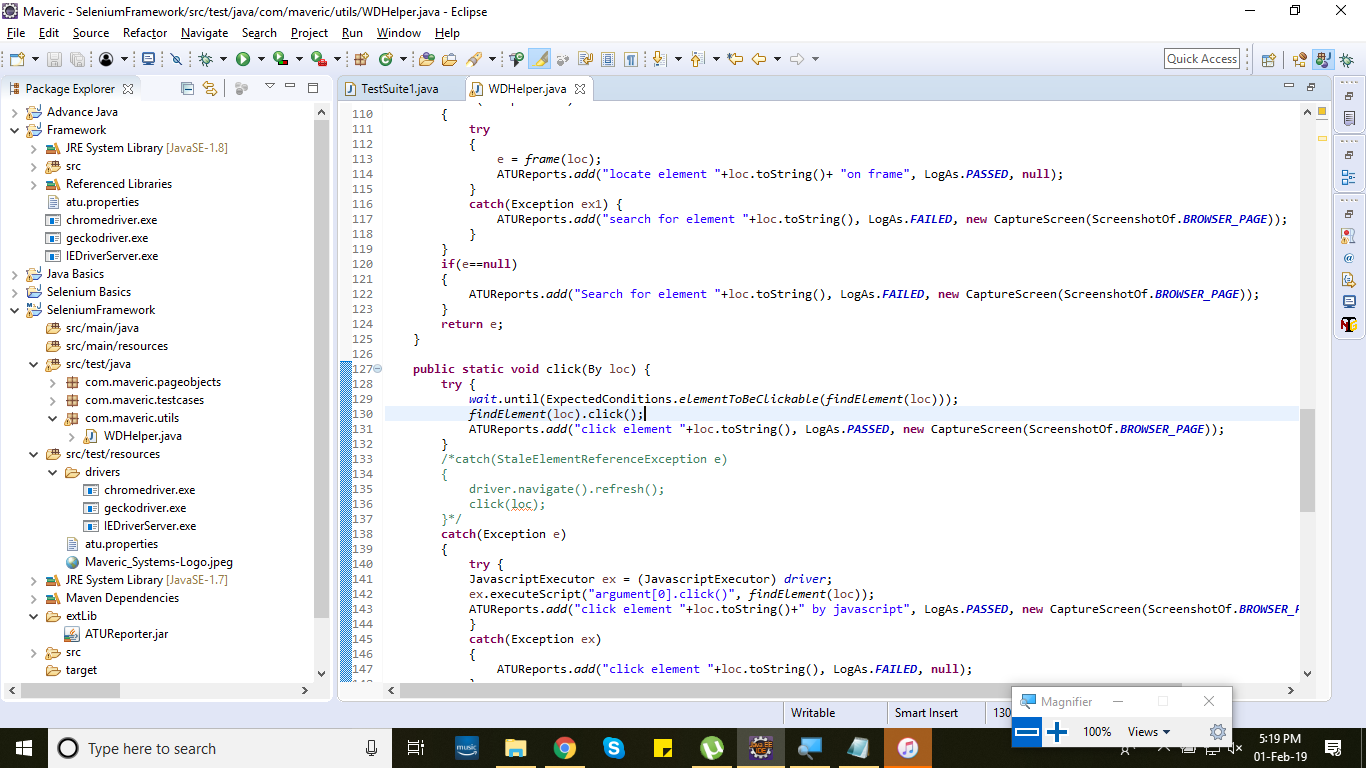 Maveric - SeleniumFramework/src/test/java/com/maveric/utils/WDHelper.java - Eclipse
File Edit Source Refactor Navigate Search Project Run Window Help
Quick Access
Package Explorer
Advance Java
Framework
JRE System Library [JavaSE-1.8]
src
Referenced Libraries
atu.properties
chromedriver.exe
geckodriver.exe
IEDriverServer.exe
Java Basics
Selenium Basics
SeleniumFramework
src/main/java
src/main/resources
src/test/java
com.maveric.pageobjects
com.maveric.testcases
com.maveric.utils
WDHelper.java
src/test/resources
drivers
chromedriver.exe
geckodriver.exe
IEDriverServer.exe
atu.properties
Maveric_Systems-Logo.jpeg
JRE System Library [JavaSE-1.7]
Maven Dependencies
extLib
ATUReporter.jar
src
target
TestSuite1.java WDHelper.java
110 {
111 try
112 {
113 e = frame(loc);
114 ATUReports.add("locate element "+loc.toString()+ "on frame", LogAs.PASSED, null);
115 }
116 catch(Exception ex1) {
117 ATUReports.add("search for element "+loc.toString(), LogAs.FAILED, new CaptureScreen(ScreenshotOf.BROWSER_PAGE));
118 }
119 }
120 if(e==null)
121 {
122 ATUReports.add("Search for element "+loc.toString(), LogAs.FAILED, new CaptureScreen(ScreenshotOf.BROWSER_PAGE));
123 }
124 return e;
125 }
126
127 public static void click(By loc) {
128 try {
129 wait.until(ExpectedConditions.elementToBeClickable(findElement(loc)));
130 findElement(loc).click();
131 ATUReports.add("click element "+loc.toString(), LogAs.PASSED, new CaptureScreen(ScreenshotOf.BROWSER_PAGE));
132 }
133 /*catch(StaleElementReferenceException e)
134 {
135 driver.navigate().refresh();
136 click(loc);
137 }*/
138 catch(Exception e)
139 {
140 try {
141 JavascriptExecutor ex = (JavascriptExecutor) driver;
142 ex.executeScript("argument[0].click()", findElement(loc));
143 ATUReports.add("click element "+loc.toString()+" by javascript", LogAs.PASSED, new CaptureScreen(ScreenshotOf.BROWSER_P
144 }
145 catch(Exception ex)
146 {
147 ATUReports.add("click element "+loc.toString(), LogAs.FAILED, null);
Writable Smart Insert 130
Magnifier
100% Views
Type here to search
music
5:19 PM
01-Feb-19